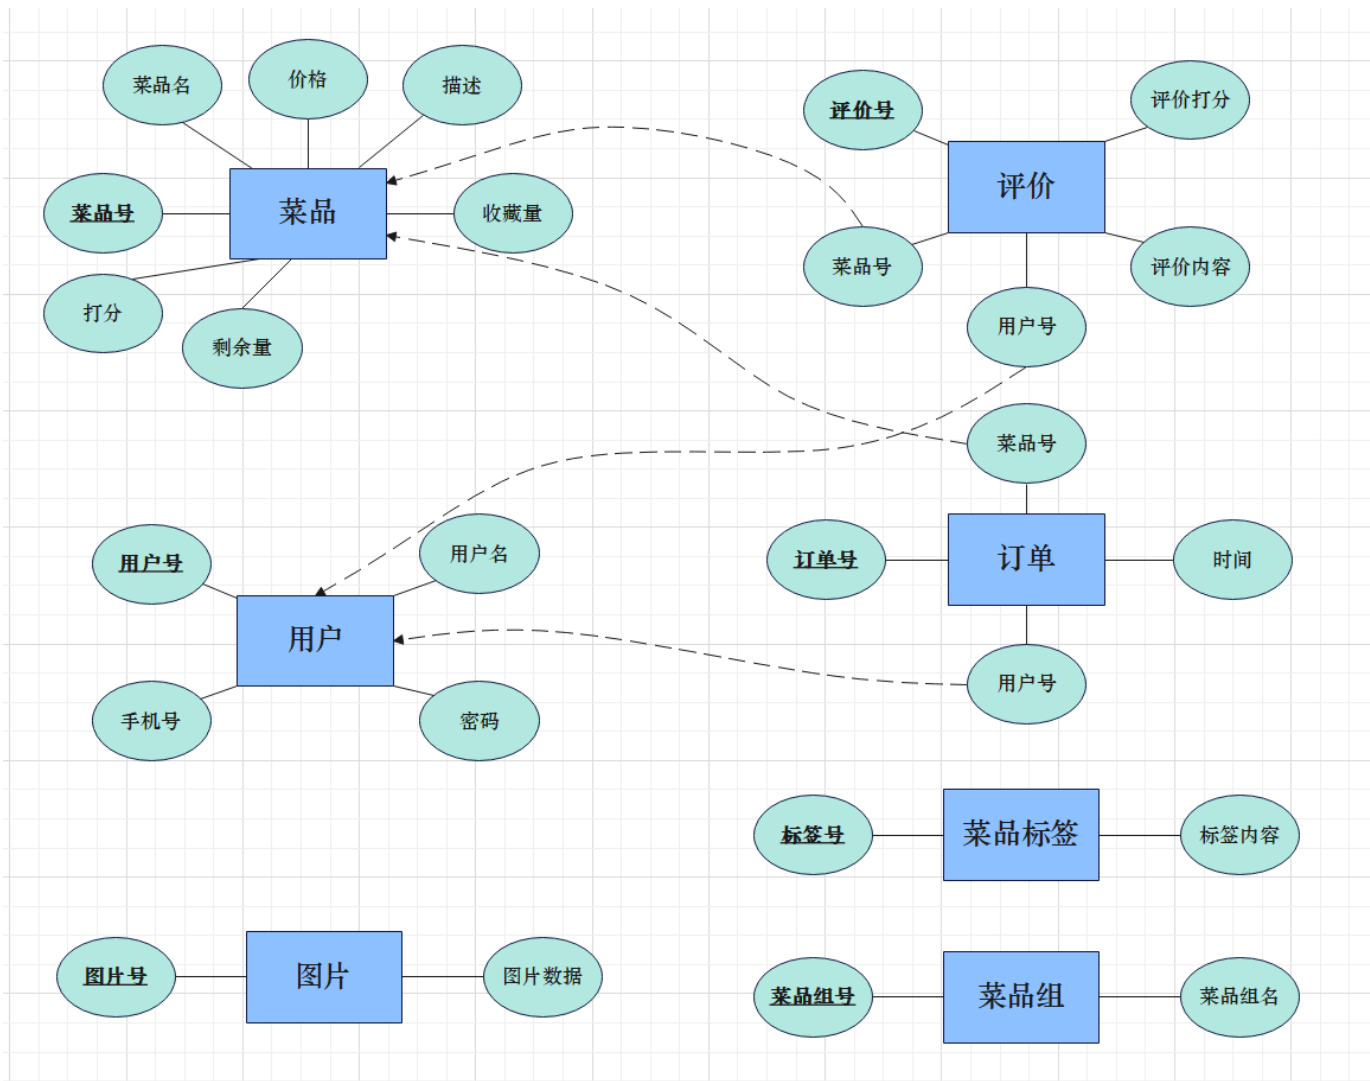 菜品名
价格
描述
菜品号
菜品
收藏量
打分
剩余量
评价号
评价打分
评价
菜品号
评价内容
用户号
用户号
用户名
用户
手机号
密码
菜品号
订单号
订单
时间
用户号
标签号
菜品标签
标签内容
图片号
图片
图片数据
菜品组号
菜品组
菜品组名